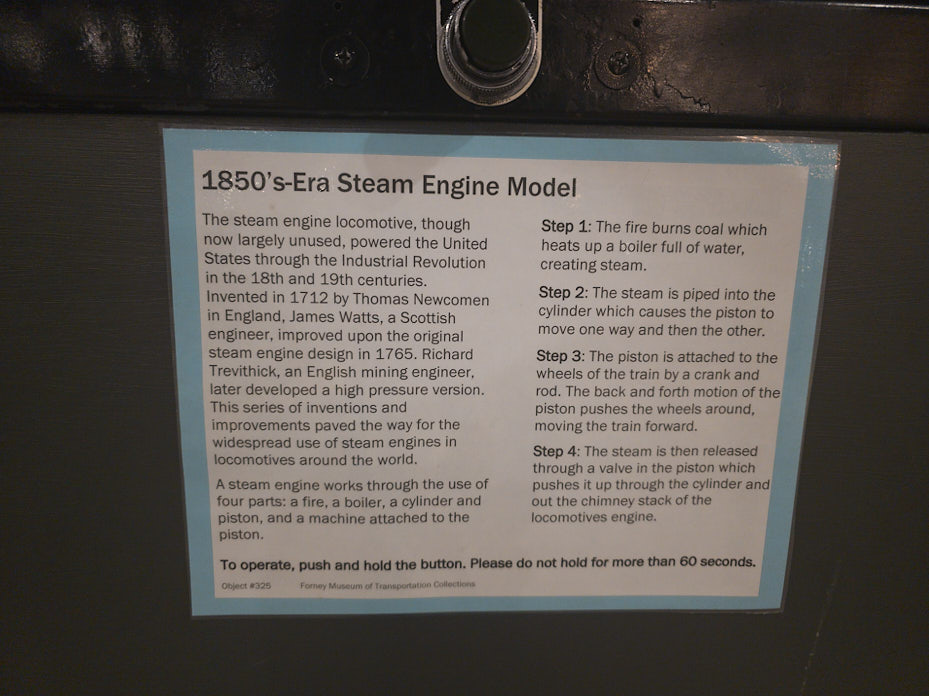 1850's-Era Steam Engine Model
The steam engine locomotive, though
now largely unused, powered the United
States through the Industrial Revolution
in the 18th and 19th centuries.
Invented in 1712 by Thomas Newcomen
in England, James Watts, a Scottish
engineer, improved upon the original
steam engine design in 1765. Richard
Trevithick, an English mining engineer,
later developed a high pressure version.
This series of inventions and
improvements paved the way for the
widespread use of steam engines in
locomotives around the world.
A steam engine works through the use of
four parts: a fire, a boiler, a cylinder and
piston, and a machine attached to the
piston.
Step 1: The fire burns coal which
heats up a boiler full of water,
creating steam.
Step 2: The steam is piped into the
cylinder which causes the piston to
move one way and then the other.
Step 3: The piston is attached to the
wheels of the train by a crank and
rod. The back and forth motion of the
piston pushes the wheels around,
moving the train forward.
Step 4: The steam is then released
through a valve in the piston which
pushes it up through the cylinder and
out the chimney stack of the
locomotives engine.
To operate, push and hold the button. Please do not hold for more than 60 seconds.
Object #325 Forney Museum of Transportation Collections